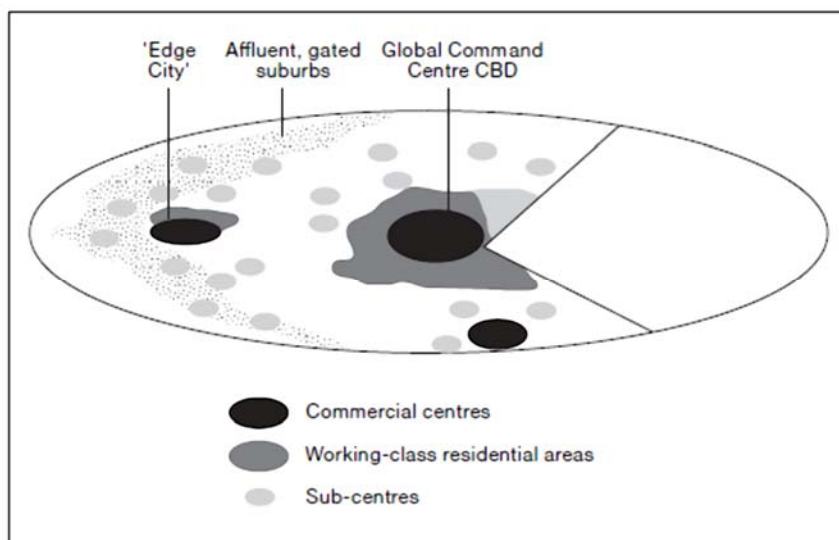 'Edge
City'
Affluent, gated
suburbs
Global Command
Centre CBD
Commercial centres
Working-class residential areas
Sub-centres